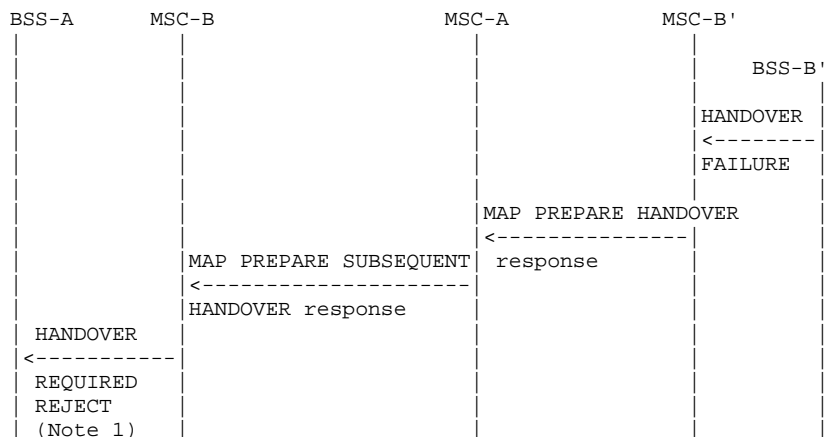 BSS-A MSC-B MSC-A MSC-B'
BSS-B'
HANDOVER
FAILURE
MAP PREPARE HANDOVER
response
MAP PREPARE SUBSEQUENT
HANDOVER response
HANDOVER
REQUIRED
REJECT
(Note 1)